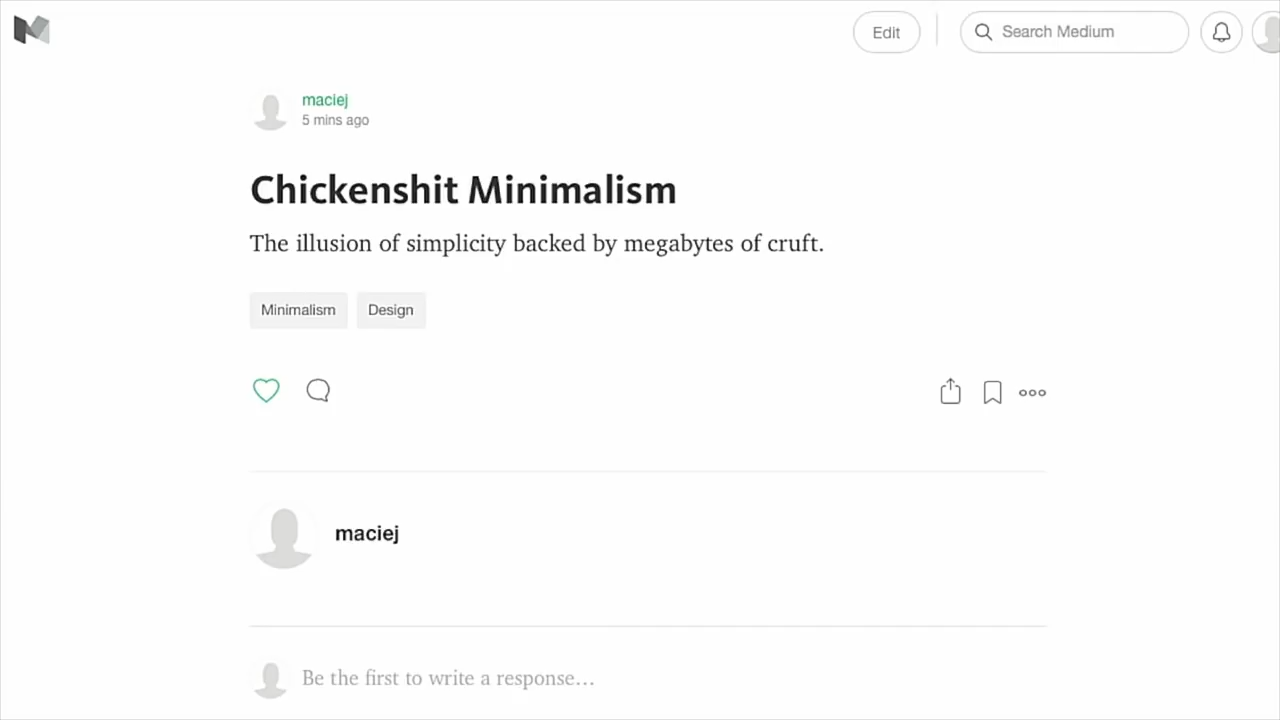 Edit
Search Medium
maciej
5 mins ago
Chickenshit Minimalism
The illusion of simplicity backed by megabytes of cruft.
Minimalism Design
maciej
Be the first to write a response…